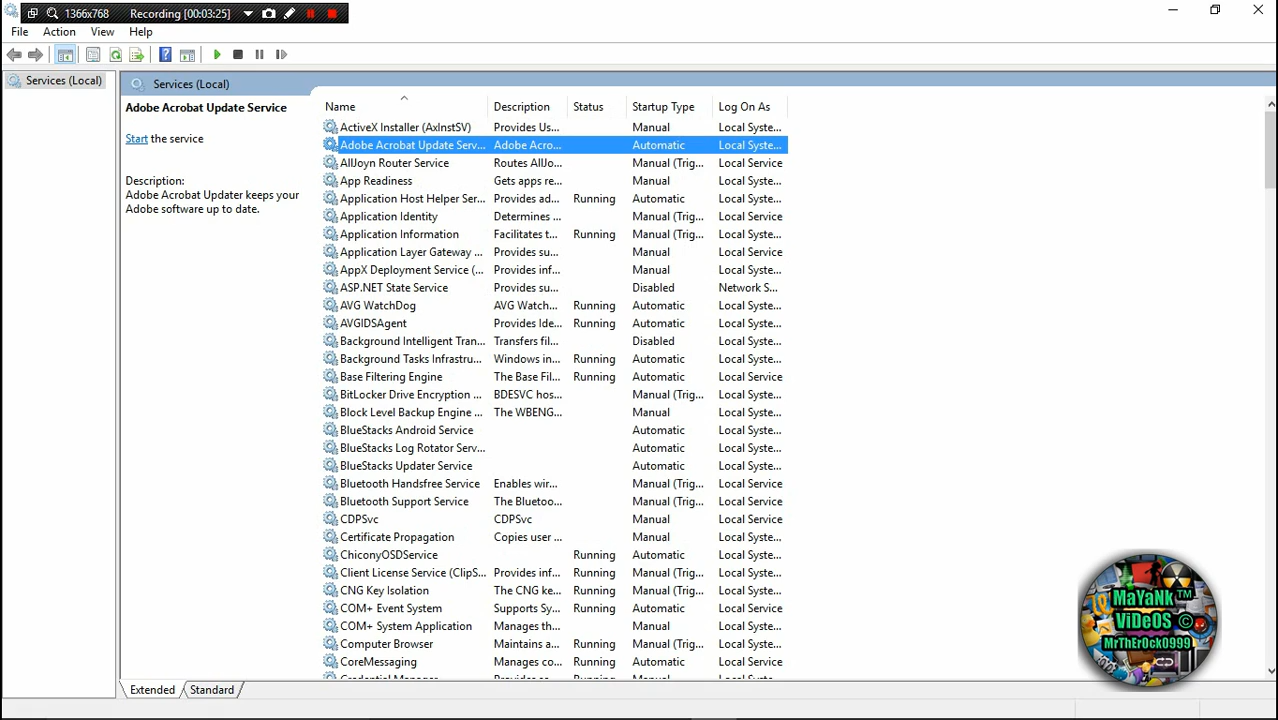 1366x768 Recording [00:03:25]
File Action View Help
Services (Local)
Services (Local)
Adobe Acrobat Update Service
Start the service
Description:
Adobe Acrobat Updater keeps your
Adobe software up to date.
Name Description Status Startup Type Log On As
ActiveX Installer (AxInstSV) Provides Us... Manual Local Syste...
Adobe Acrobat Update Serv... Adobe Acro... Automatic Local Syste...
AllJoyn Router Service Routes AllJo... Manual (Trig... Local Service
App Readiness Gets apps re... Manual Local Syste...
Application Host Helper Ser... Provides ad... Running Automatic Local Syste...
Application Identity Determines ... Manual (Trig... Local Service
Application Information Facilitates t... Running Manual (Trig... Local Syste...
Application Layer Gateway ... Provides su... Manual Local Service
AppX Deployment Service (... Provides inf... Manual Local Syste...
ASP.NET State Service Provides su... Disabled Network S...
AVG WatchDog AVG Watch... Running Automatic Local Syste...
AVGIDSAgent Provides Ide... Running Automatic Local Syste...
Background Intelligent Tran... Transfers fil... Disabled Local Syste...
Background Tasks Infrastru... Windows in... Running Automatic Local Syste...
Base Filtering Engine The Base Fil... Running Automatic Local Service
BitLocker Drive Encryption ... BDESVC hos... Manual (Trig... Local Syste...
Block Level Backup Engine ... The WBENG... Manual Local Syste...
BlueStacks Android Service Automatic Local Syste...
BlueStacks Log Rotator Serv... Automatic Local Syste...
BlueStacks Updater Service Automatic Local Syste...
Bluetooth Handsfree Service Enables wir... Manual (Trig... Local Service
Bluetooth Support Service The Bluetoo... Manual (Trig... Local Service
CDPSvc CDPSvc Manual Local Service
Certificate Propagation Copies user ... Manual Local Syste...
ChiconyOSDService Running Automatic Local Syste...
Client License Service (ClipS... Provides inf... Running Manual (Trig... Local Syste...
CNG Key Isolation The CNG ke... Running Manual (Trig... Local Syste...
COM+ Event System Supports Sy... Running Automatic Local Service
COM+ System Application Manages th... Running Manual Local Syste...
Computer Browser Maintains a... Running Manual (Trig... Local Syste...
CoreMessaging Manages co... Running Automatic Local Service
MaYaNk ™
ViDeOS ©
MrThErOck0999
Extended Standard